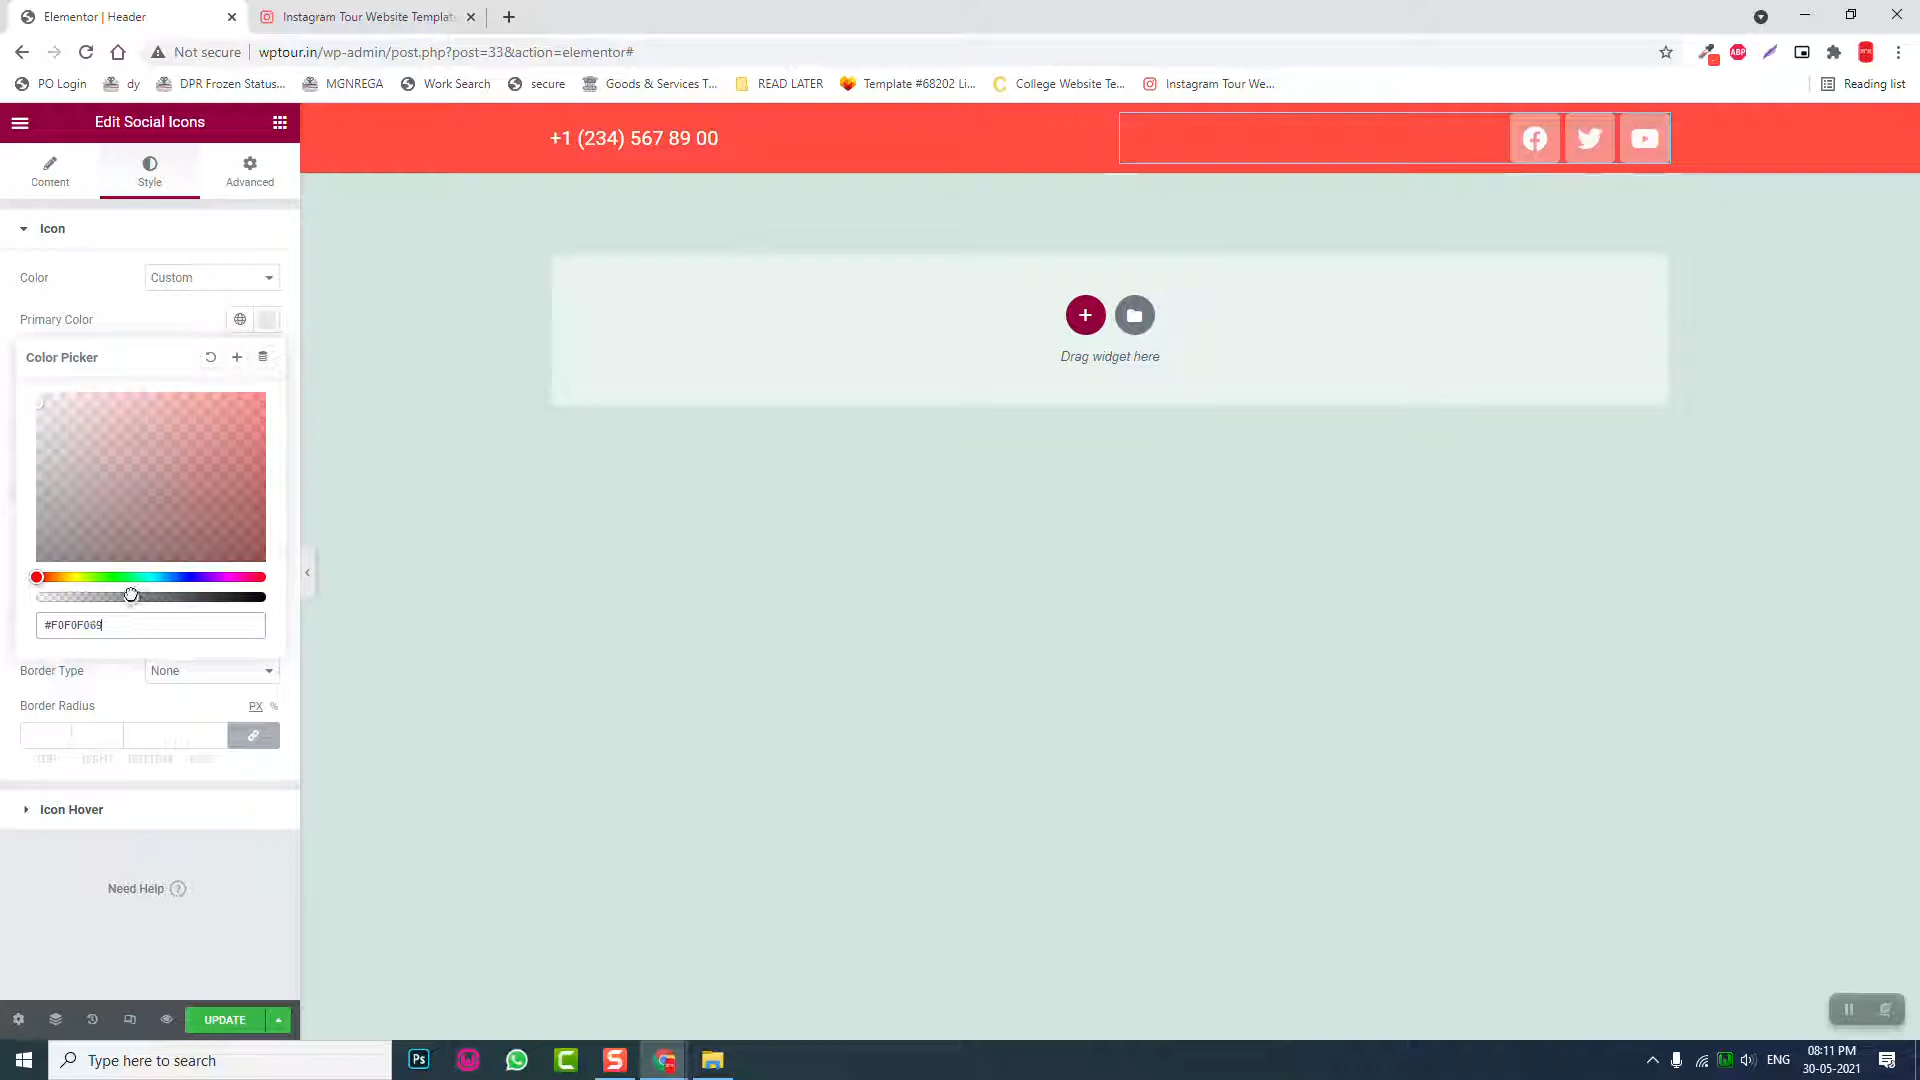 Elementor | Header
Instagram Tour Website Templat
Not secure
wptour.in/wp-admin/post.php?post=33&action=elementor#
ABP
PO Login
dy
DPR Frozen Status...
MGNREGA
Work Search
secure
Goods & Services T...
READ LATER
Template #68202 Li...
College Website Te...
Instagram Tour We...
Reading list
Edit Social Icons
Content
Style
Advanced
+1 (234) 567 89 00
Icon
Color
Custom
Primary Color
Color Picker
Drag widget here
#F0F0F069
Border Type
None
Border Radius
PX
%
Icon Hover
Need Help ?
UPDATE
Type here to search
Ps
ENG
08:11 PM
30-05-2021